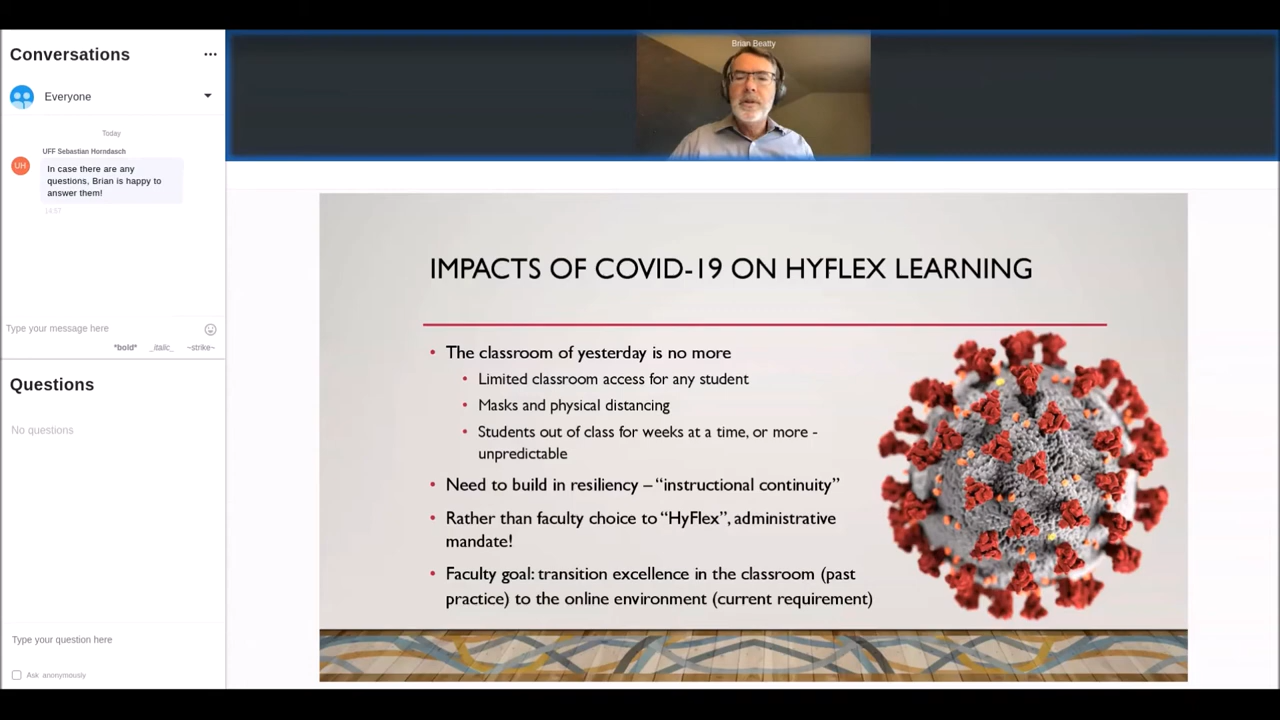 Conversations
Everyone
Today
UFF Sebastian Horndasch
UH
In case there are any
questions, Brian is happy to
answer them!
14:57
Type your message here
*bold* _italic_ ~strike~
Questions
No questions
Type your question here
Ask anonymously
Brian Beatty
IMPACTS OF COVID-19 ON HYFLEX LEARNING
• The classroom of yesterday is no more
• Limited classroom access for any student
• Masks and physical distancing
• Students out of class for weeks at a time, or more -
unpredictable
• Need to build in resiliency – “instructional continuity”
• Rather than faculty choice to “HyFlex”, administrative
mandate!
• Faculty goal: transition excellence in the classroom (past
practice) to the online environment (current requirement)